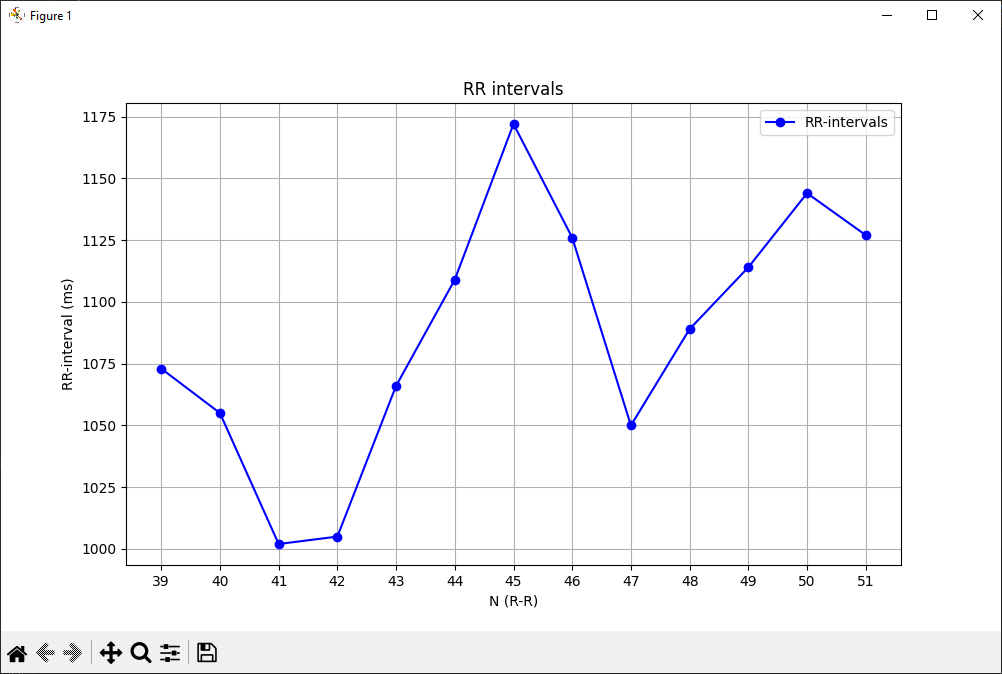 Figure 1
RR intervals
RR-intervals
1175
1150
1125
1100
1075
1050
1025
1000
RR-interval (ms)
39 40 41 42 43 44 45 46 47 48 49 50 51
N (R-R)